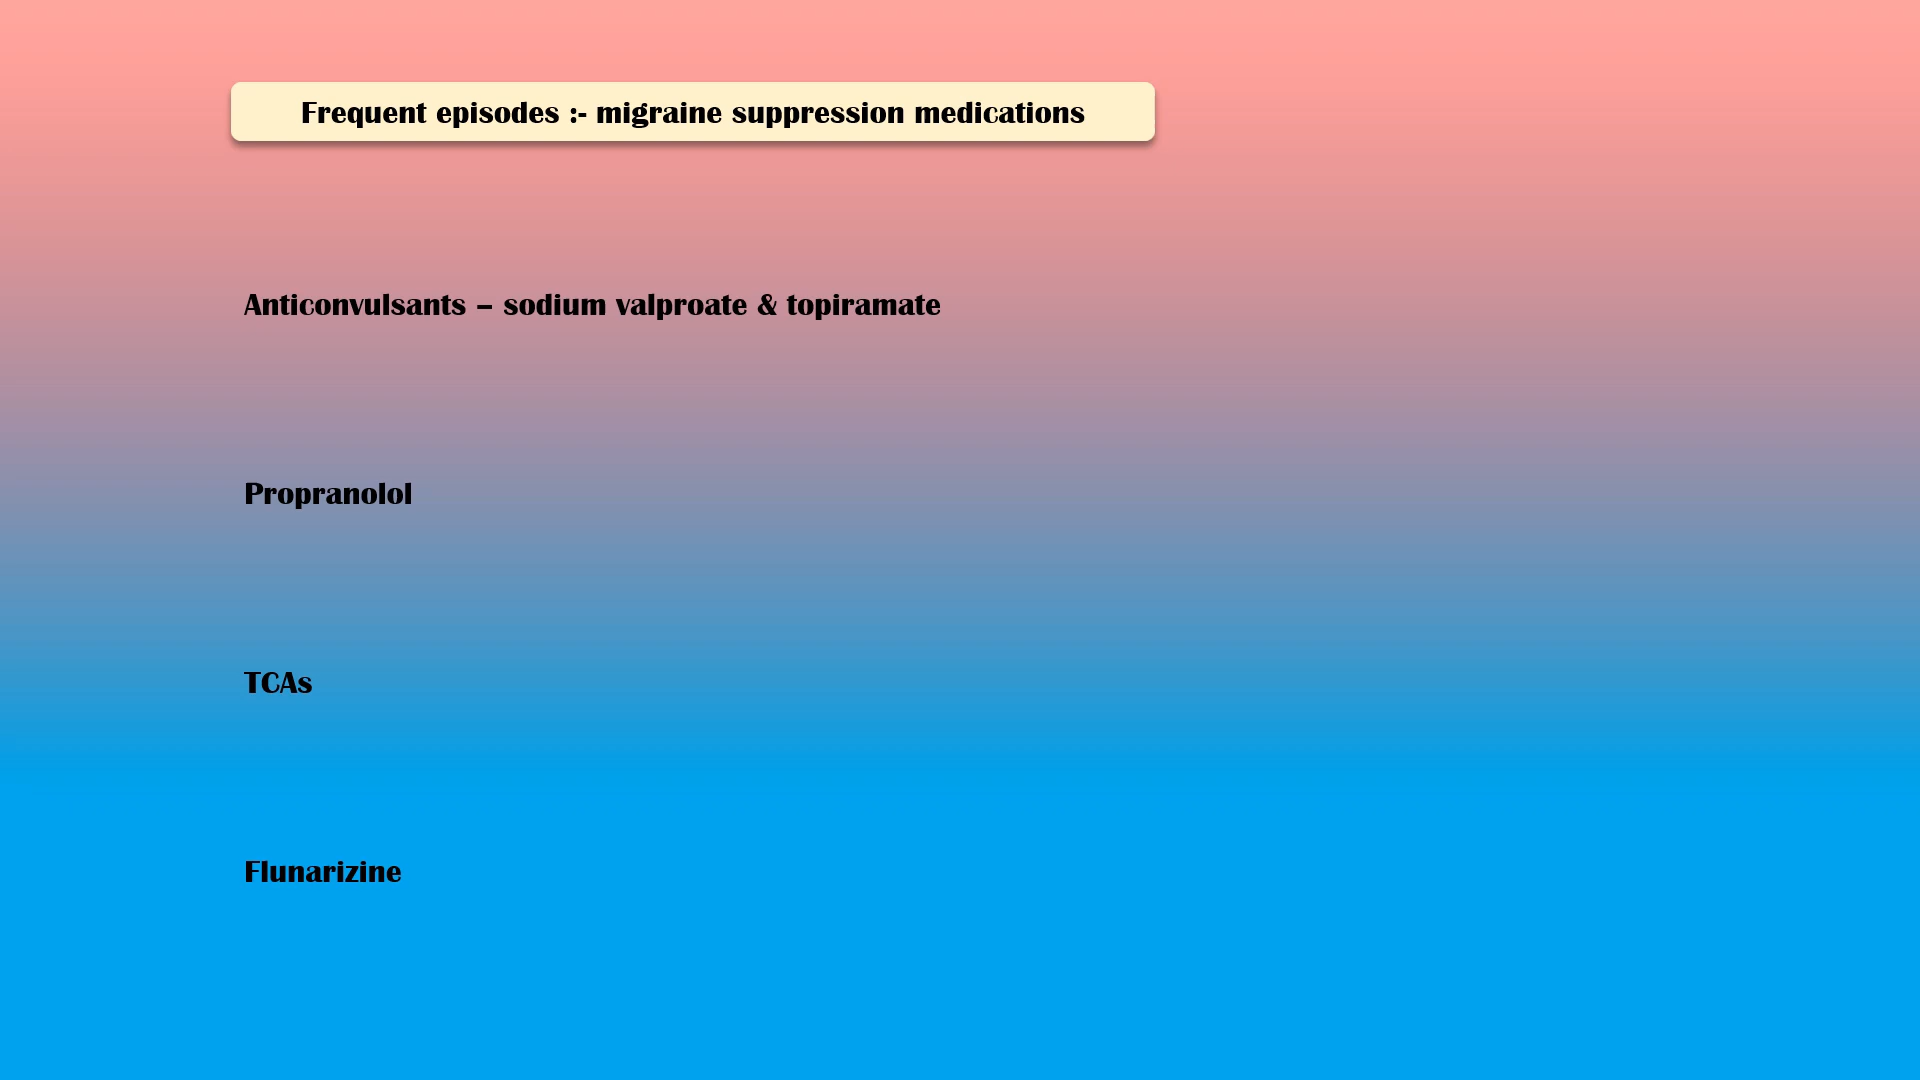 Frequent episodes :- migraine suppression medications
Anticonvulsants – sodium valproate & topiramate
Propranolol
TCAs
Flunarizine